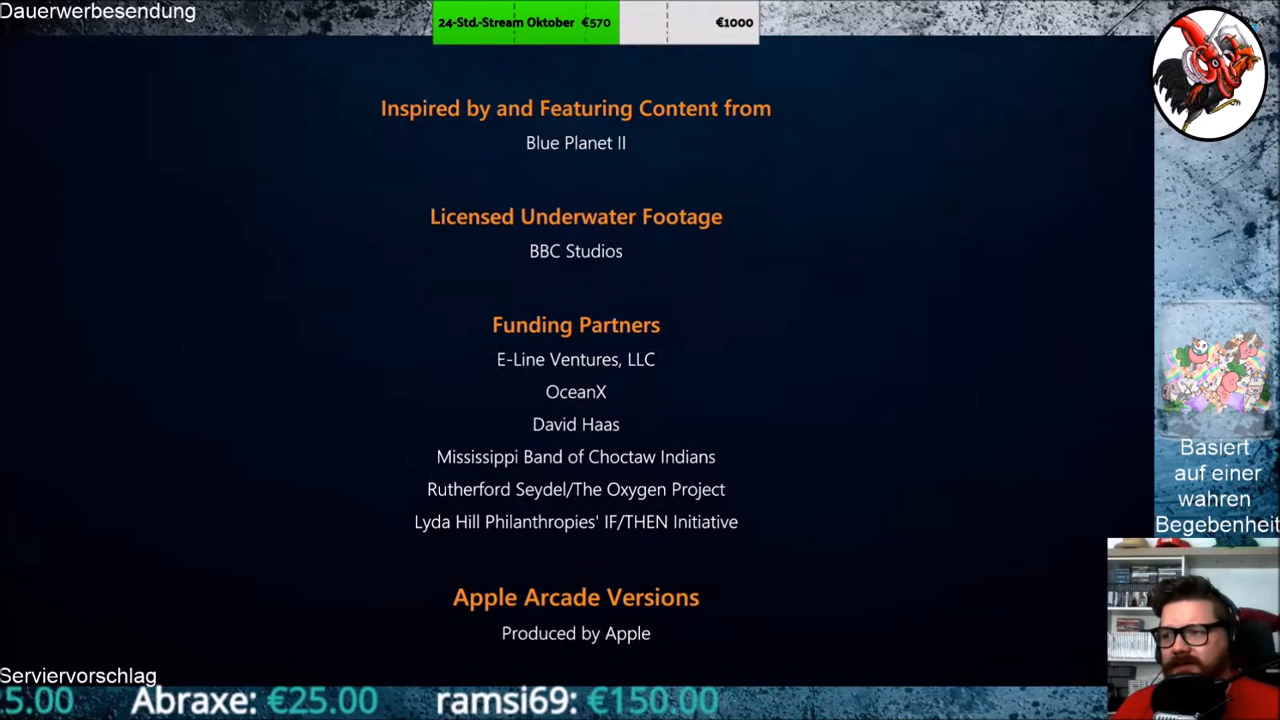 Dauerwerbesendung
24-Std.-Stream Oktober €570
€1000
Inspired by and Featuring Content from
Blue Planet II
Licensed Underwater Footage
BBC Studios
Funding Partners
E-Line Ventures, LLC
OceanX
David Haas
Mississippi Band of Choctaw Indians
Rutherford Seydel/The Oxygen Project
Lyda Hill Philanthropies' IF/THEN Initiative
Apple Arcade Versions
Produced by Apple
Basiert
auf einer
wahren
Begebenheit
Serviervorschlag
5.00 Abraxe: €25.00 ramsi69: €150.00